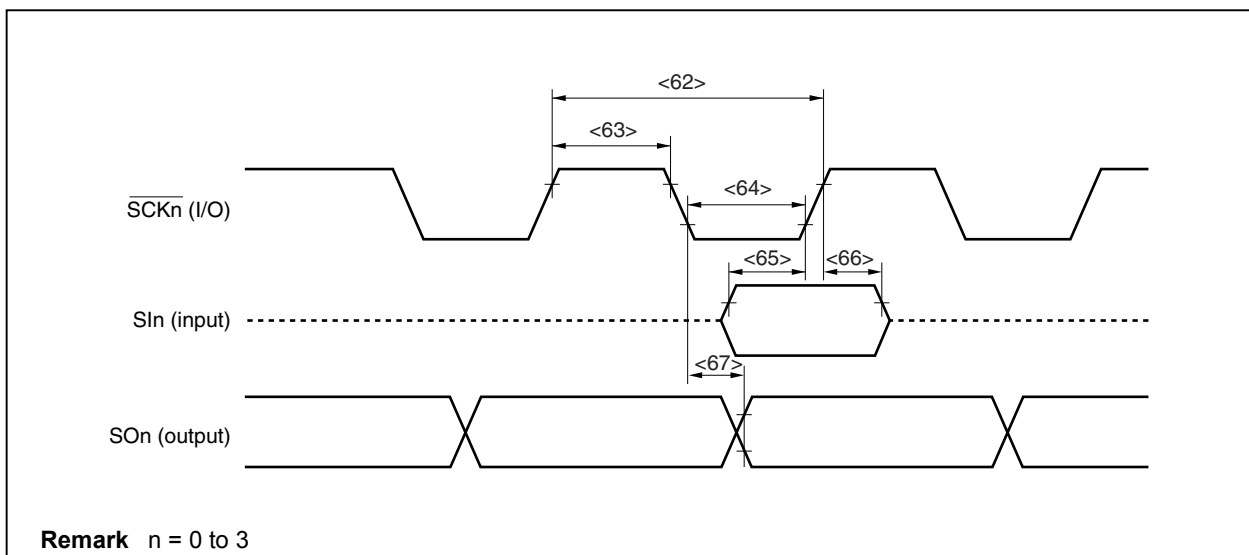 <62>
<63>
<64>
SCKn (I/O)
<65>
<66>
SIn (input)
<67>
SOn (output)
Remark n = 0 to 3